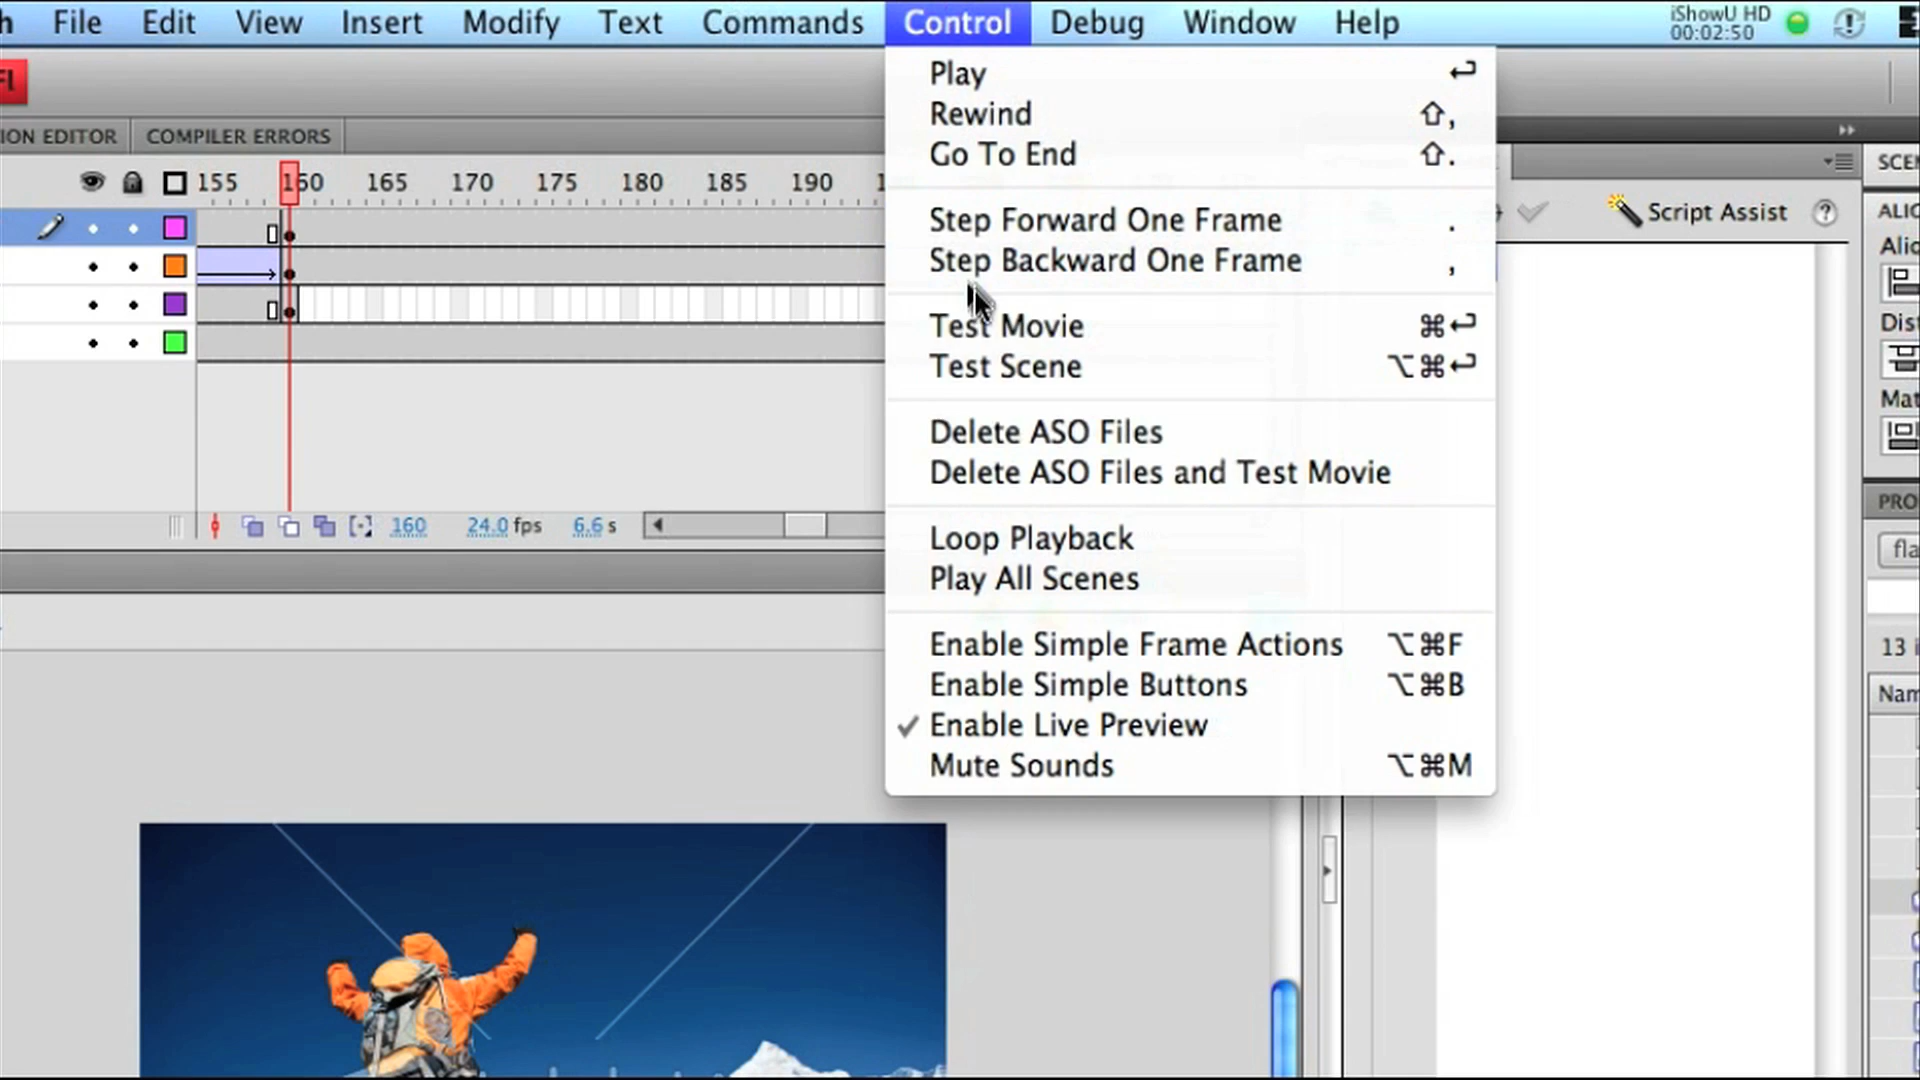 File Edit View Insert Modify Text Commands Control Debug Window Help
iShowU HD
00:02:50
Play
Rewind ⇧,
Go To End ⇧.
Step Forward One Frame .
Step Backward One Frame ,
Test Movie ⌘↩
Test Scene ⌥⌘↩
Delete ASO Files
Delete ASO Files and Test Movie
Loop Playback
Play All Scenes
Enable Simple Frame Actions ⌥⌘F
Enable Simple Buttons ⌥⌘B
✓ Enable Live Preview
Mute Sounds ⌥⌘M
ION EDITOR COMPILER ERRORS
155 160 165 170 175 180 185 190
160 24.0 fps 6.6 s
Script Assist
13